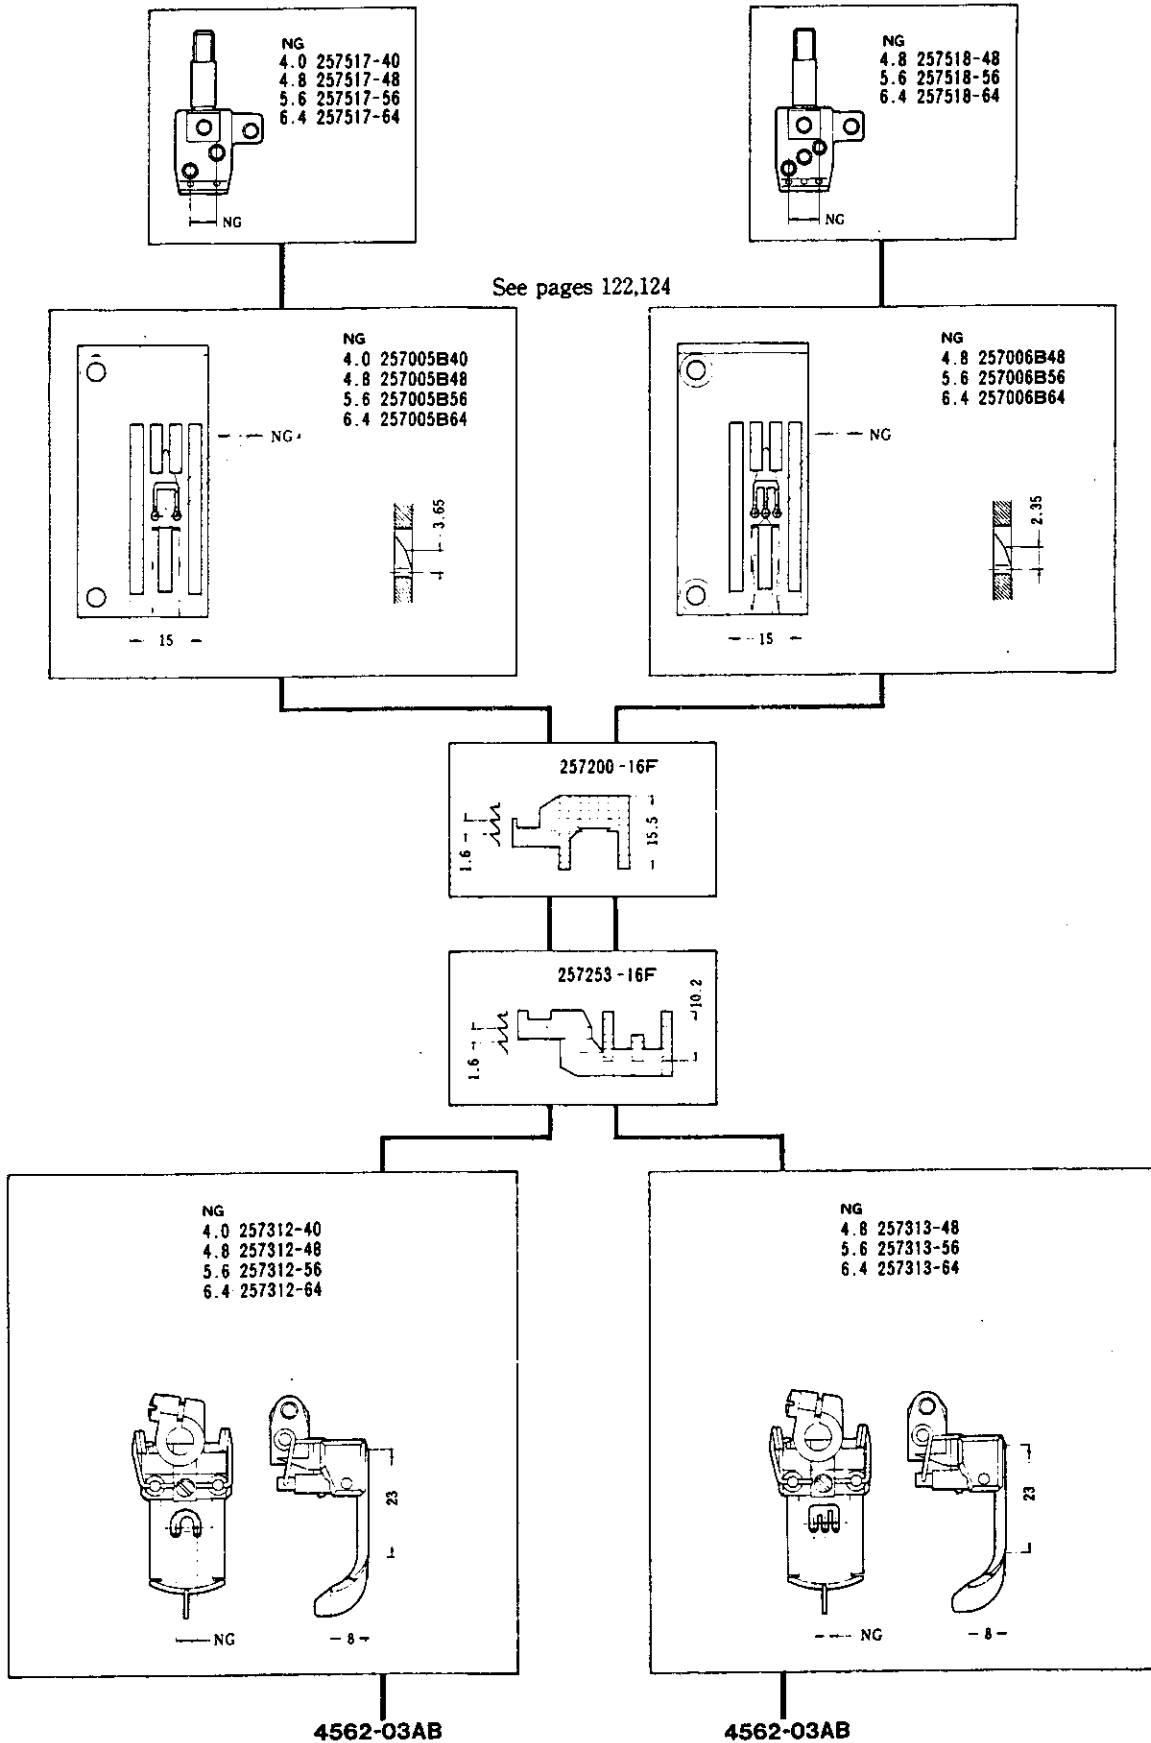 NG
4.0 257517-40
4.8 257517-48
5.6 257517-56
6.4 257517-64
NG
NG
4.8 257518-48
5.6 257518-56
6.4 257518-64
NG
See pages 122,124
NG
4.0 257005B40
4.8 257005B48
5.6 257005B56
6.4 257005B64
NG
3.65
15
NG
4.8 257006B48
5.6 257006B56
6.4 257006B64
NG
2.35
15
257200-16F
1.6
15.5
257253-16F
1.6
10.2
NG
4.0 257312-40
4.8 257312-48
5.6 257312-56
6.4 257312-64
23
NG
8
NG
4.8 257313-48
5.6 257313-56
6.4 257313-64
23
NG
8
4562-03AB
4562-03AB